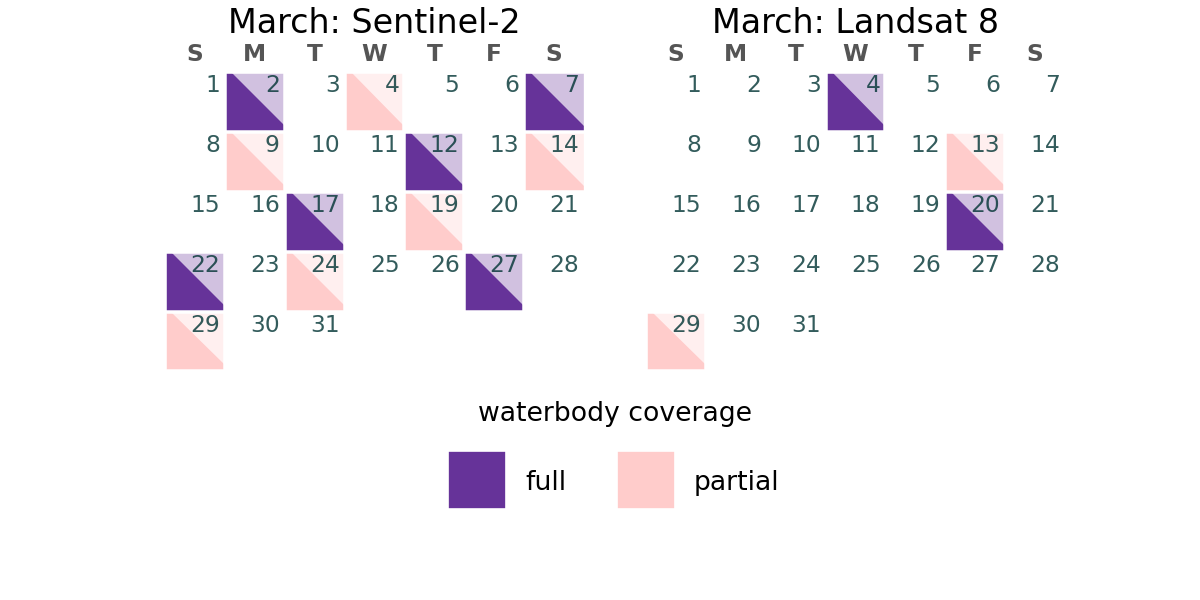 March: Sentinel-2
S M T W T F S
1 2 3 4 5 6 7
8 9 10 11 12 13 14
15 16 17 18 19 20 21
22 23 24 25 26 27 28
29 30 31
March: Landsat 8
S M T W T F S
1 2 3 4 5 6 7
8 9 10 11 12 13 14
15 16 17 18 19 20 21
22 23 24 25 26 27 28
29 30 31
waterbody coverage
full partial